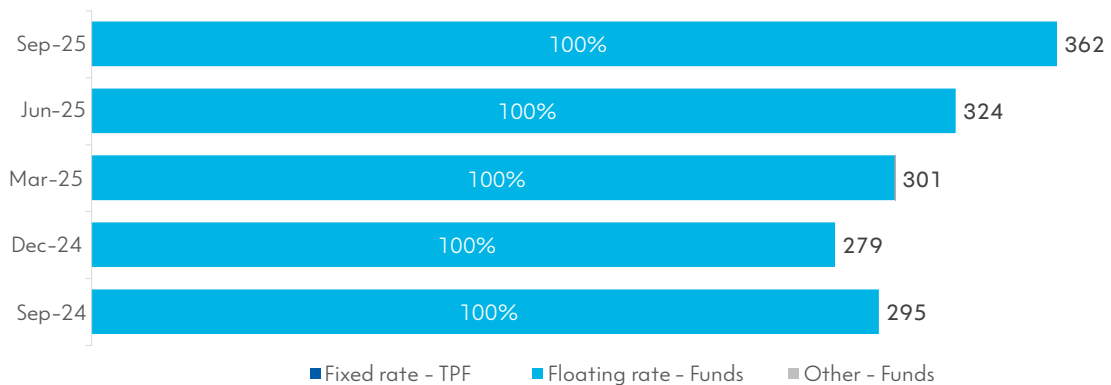 Sep-25 100% 362
Jun-25 100% 324
Mar-25 100% 301
Dec-24 100% 279
Sep-24 100% 295
Fixed rate - TPF Floating rate - Funds Other - Funds